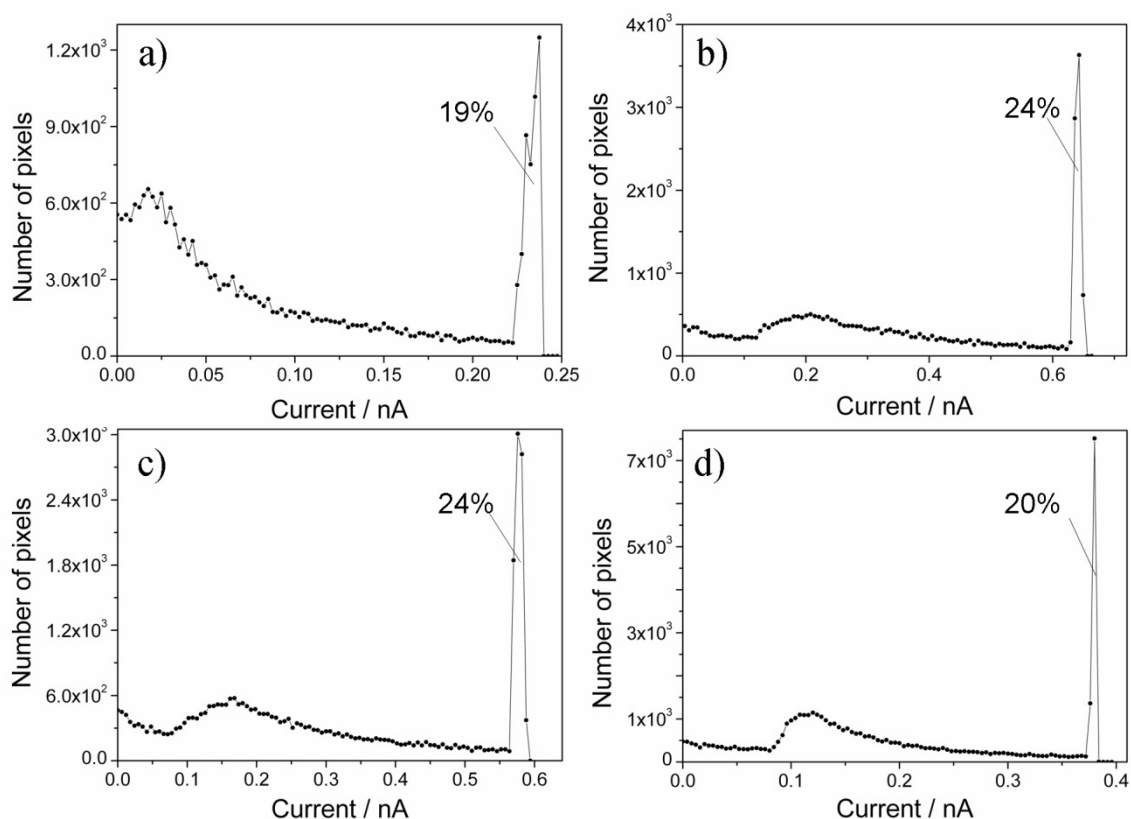 a)
19%
1.2x10³
9.0x10²
6.0x10²
3.0x10²
0.0
0.00 0.05 0.10 0.15 0.20 0.25
Number of pixels
Current / nA
b)
24%
4x10³
3x10³
2x10³
1x10³
0
0.0 0.2 0.4 0.6
Number of pixels
Current / nA
c)
24%
3.0x10³
2.4x10³
1.8x10³
1.2x10³
6.0x10²
0.0
0.0 0.1 0.2 0.3 0.4 0.5 0.6
Number of pixels
Current / nA
d)
20%
7x10³
5x10³
3x10³
1x10³
0
0.0 0.1 0.2 0.3 0.4
Number of pixels
Current / nA